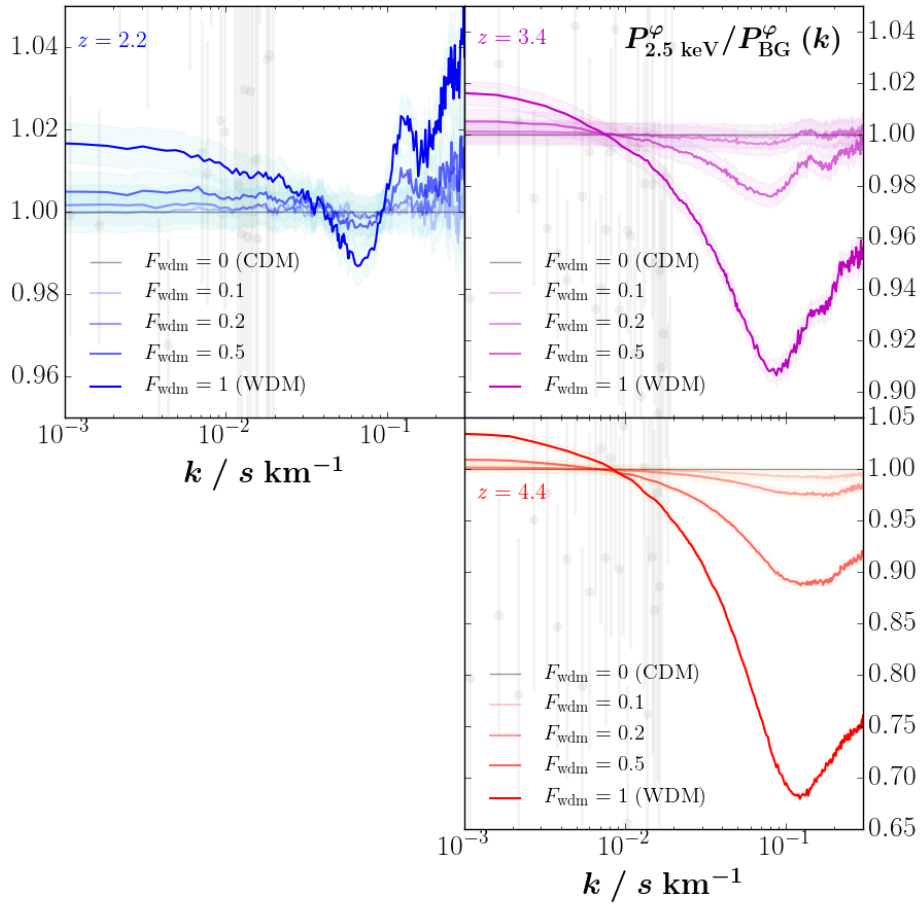 1.04
1.02
1.00
0.98
0.96
z = 2.2
F_wdm = 0 (CDM)
F_wdm = 0.1
F_wdm = 0.2
F_wdm = 0.5
F_wdm = 1 (WDM)
10⁻³
10⁻²
10⁻¹
k / s km⁻¹
z = 3.4
P^φ_2.5 keV/P^φ_BG (k)
1.04
1.02
1.00
0.98
0.96
0.94
0.92
0.90
F_wdm = 0 (CDM)
F_wdm = 0.1
F_wdm = 0.2
F_wdm = 0.5
F_wdm = 1 (WDM)
z = 4.4
1.05
1.00
0.95
0.90
0.85
0.80
0.75
0.70
0.65
F_wdm = 0 (CDM)
F_wdm = 0.1
F_wdm = 0.2
F_wdm = 0.5
F_wdm = 1 (WDM)
10⁻³
10⁻²
10⁻¹
k / s km⁻¹